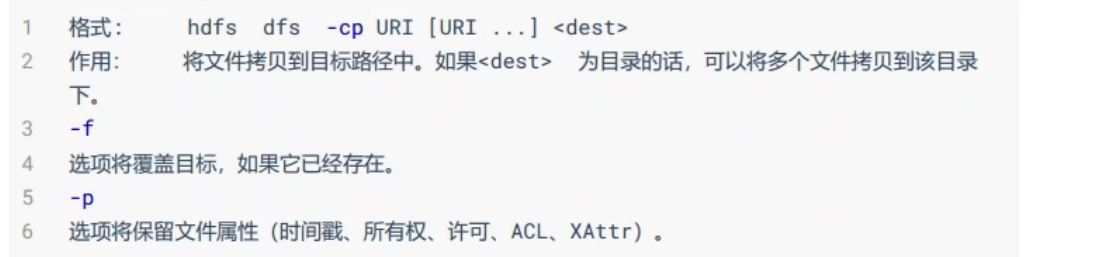 1 格式: hdfs dfs -cp URI [URI ...] <dest>
2 作用: 将文件拷贝到目标路径中。如果<dest> 为目录的话，可以将多个文件拷贝到该目录
下。
3 -f
4 选项将覆盖目标，如果它已经存在。
5 -p
6 选项将保留文件属性（时间戳、所有权、许可、ACL、XAttr）。